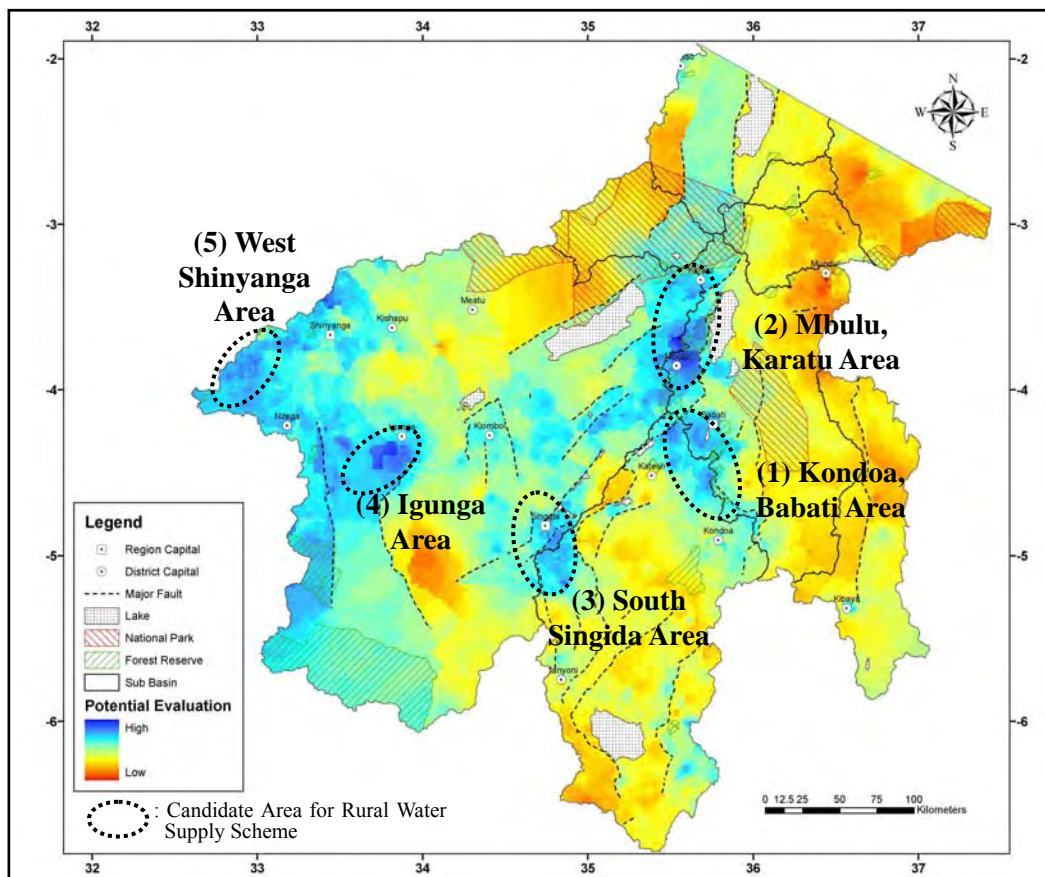 32 33 34 35 36 37
-2
-3
-4
-5
-6
-2
-3
-4
-5
-6
N
W E
S
(5) West
Shinyanga
Area
Shinyanga
Kishapu
Meatu
(2) Mbulu,
Karatu Area
Mbulu
Nzega
Kiomboi
Babati
Katesh
(1) Kondoa,
Babati Area
(4) Igunga
Area
Singida
Kondoa
(3) South
Singida Area
Kibaya
Legend
Region Capital
District Capital
Major Fault
Lake
National Park
Forest Reserve
Sub Basin
Potential Evaluation
High
Low
: Candidate Area for Rural Water
Supply Scheme
0 12.5 25 50 75 100
Kilometers
32 33 34 35 36 37